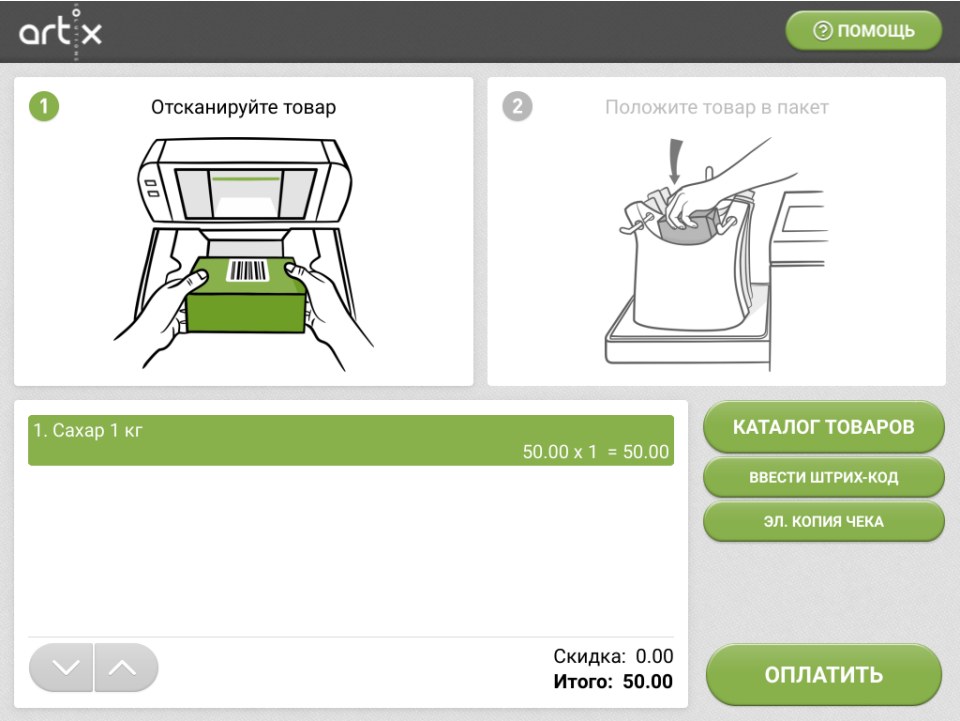 artix
SOLUTIONS
? ПОМОЩЬ
1
Отсканируйте товар
2
Положите товар в пакет
1. Сахар 1 кг
50.00 x 1 = 50.00
КАТАЛОГ ТОВАРОВ
ВВЕСТИ ШТРИХ-КОД
ЭЛ. КОПИЯ ЧЕКА
Скидка: 0.00
Итого: 50.00
ОПЛАТИТЬ